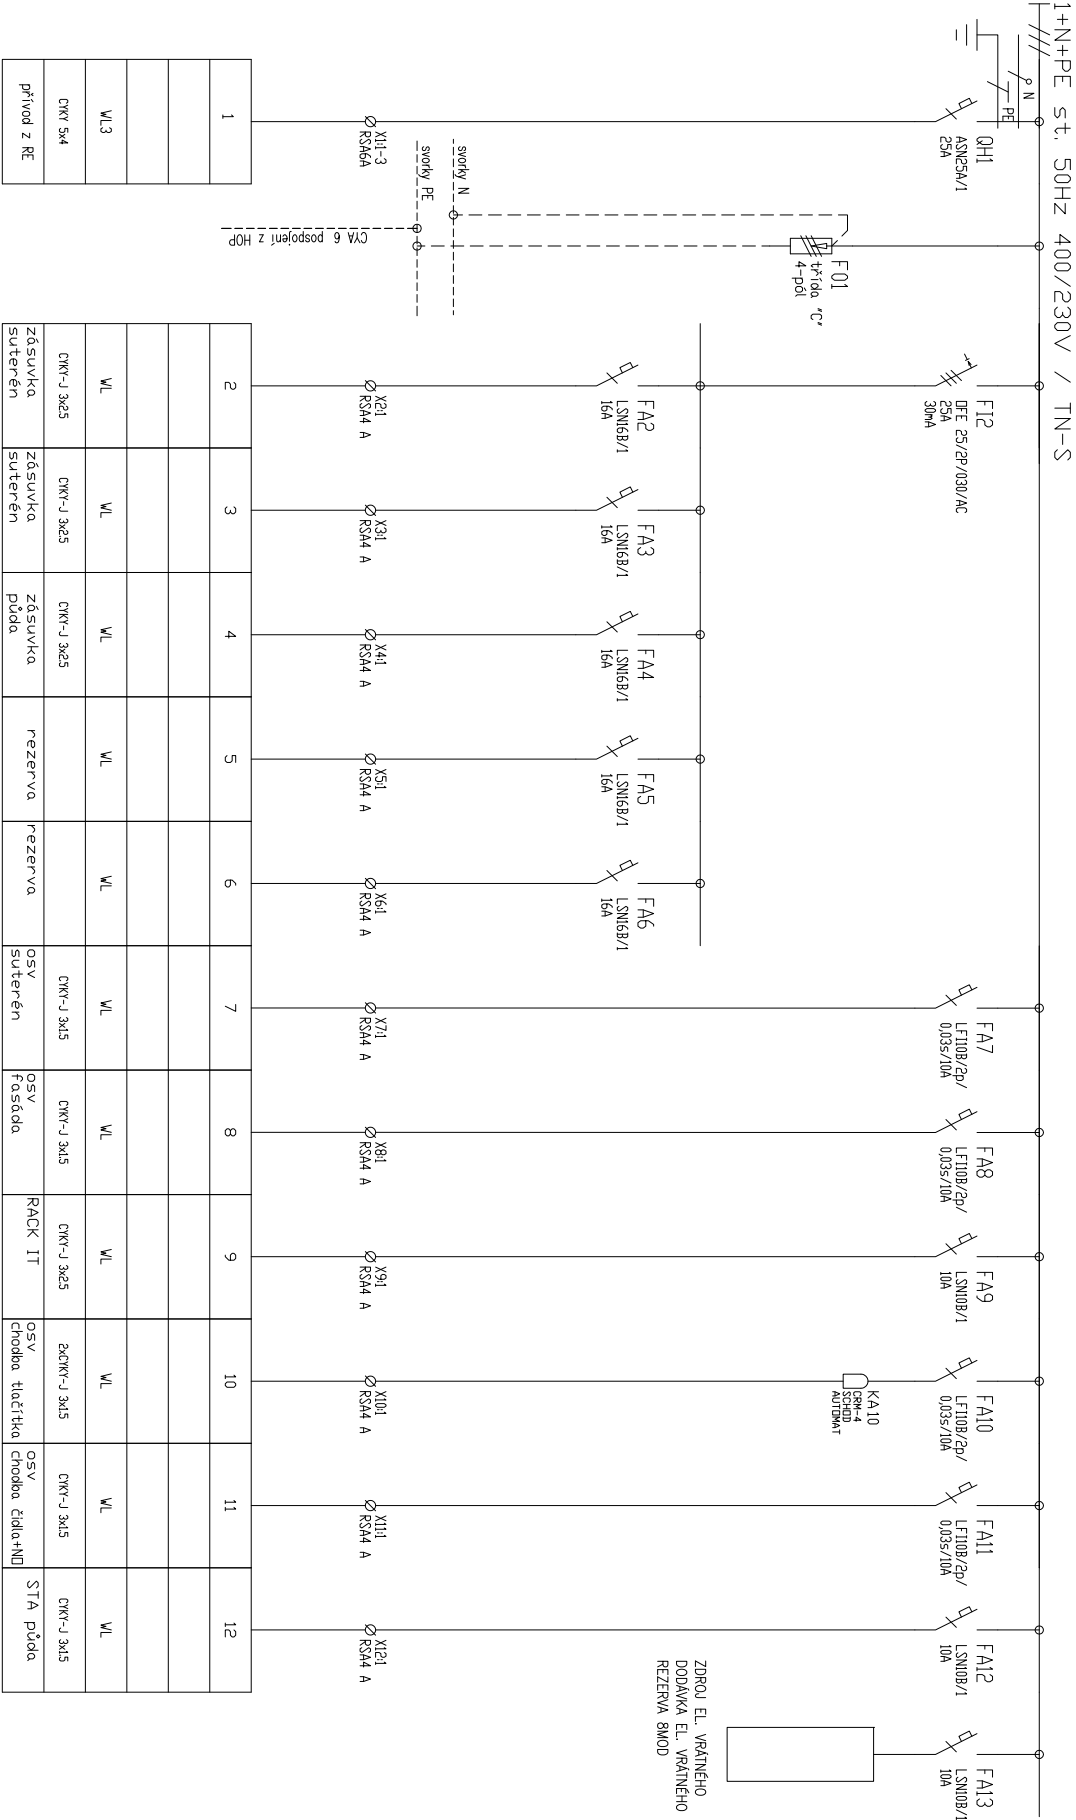 1+N+PE st. 50Hz 400/230V / TN-S
N
PE
QH1
ASN25A/1
25A
X1:1-3
RSA6A
svorky N
svorky PE
CYA 6 pospojení z HOP
F01
třída "C"
4-pól
FI2
OFE 25/2P/030/AC
25A
30mA
FA2
LSN16B/1
16A
FA3
LSN16B/1
16A
FA4
LSN16B/1
16A
FA5
LSN16B/1
16A
FA6
LSN16B/1
16A
FA7
LFI10B/2p/
0,03s/10A
FA8
LFI10B/2p/
0,03s/10A
FA9
LSN10B/1
10A
FA10
LFI10B/2p/
0,03s/10A
KA10
CRM-4
SCHOD
AUTOMAT
FA11
LFI10B/2p/
0,03s/10A
FA12
LSN10B/1
10A
FA13
LSN10B/1
10A
ZDROJ EL. VRÁTNÉHO
DODÁVKA EL. VRÁTNÉHO
REZERVA 8MOD
X2:1
RSA4 A
X3:1
RSA4 A
X4:1
RSA4 A
X5:1
RSA4 A
X6:1
RSA4 A
X7:1
RSA4 A
X8:1
RSA4 A
X9:1
RSA4 A
X10:1
RSA4 A
X11:1
RSA4 A
X12:1
RSA4 A
1
WL3
CYKY 5x4
přívod z RE
2
WL
CYKY-J 3x2.5
zásuvka
suterén
3
WL
CYKY-J 3x2.5
zásuvka
suterén
4
WL
CYKY-J 3x2.5
zásuvka
půda
5
WL
rezerva
6
WL
rezerva
7
WL
CYKY-J 3x1.5
osv
suterén
8
WL
CYKY-J 3x1.5
osv
fasáda
9
WL
CYKY-J 3x2.5
RACK IT
10
WL
2xCYKY-J 3x1.5
osv
chodba tlačítka
11
WL
CYKY-J 3x1.5
osv
chodba čidla+NO
12
WL
CYKY-J 3x1.5
STA půda